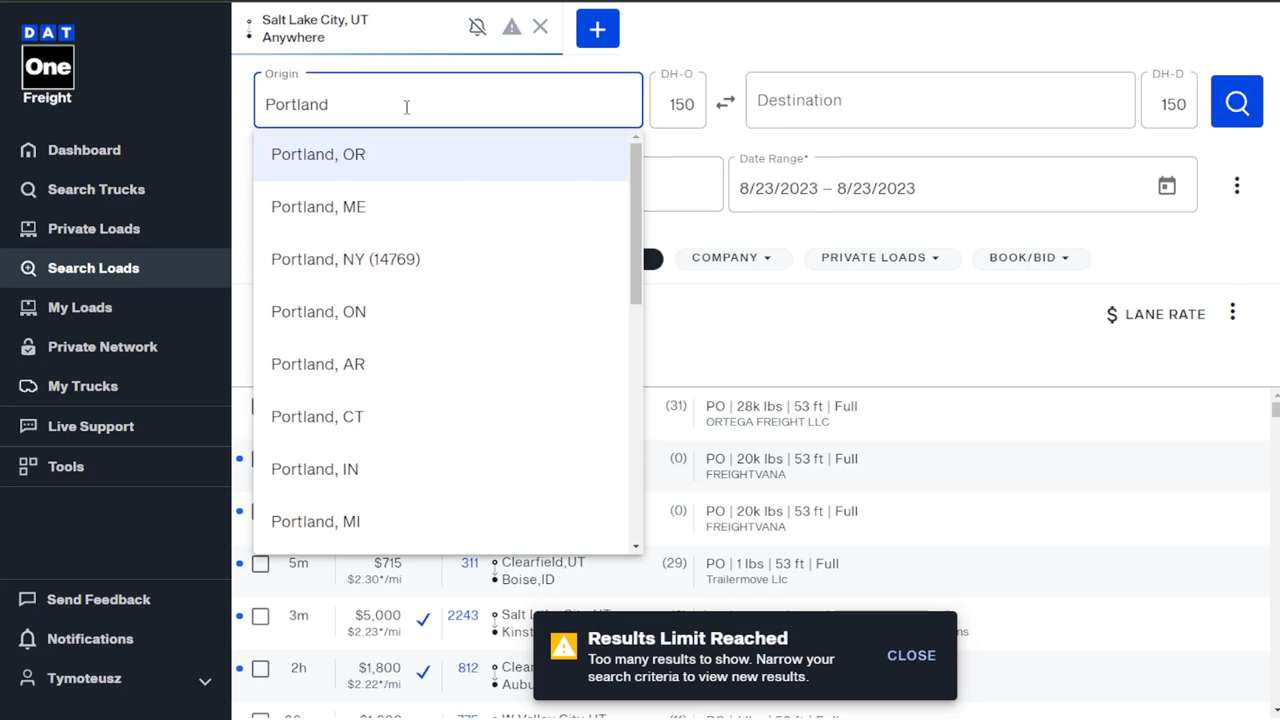 DAT
One
Freight
Dashboard
Search Trucks
Private Loads
Search Loads
My Loads
Private Network
My Trucks
Live Support
Tools
Send Feedback
Notifications
Tymoteusz
Salt Lake City, UT
Anywhere
+
Origin
Portland
DH-O
150
Destination
DH-D
150
Portland, OR
Portland, ME
Portland, NY (14769)
Portland, ON
Portland, AR
Portland, CT
Portland, IN
Portland, MI
Date Range*
8/23/2023 – 8/23/2023
COMPANY
PRIVATE LOADS
BOOK/BID
$ LANE RATE
(31) PO | 28k lbs | 53 ft | Full
ORTEGA FREIGHT LLC
(0) PO | 20k lbs | 53 ft | Full
FREIGHTVANA
(0) PO | 20k lbs | 53 ft | Full
FREIGHTVANA
5m $715 311 Clearfield,UT (29) PO | 1 lbs | 53 ft | Full
$2.30*/mi Boise,ID Trailermove Llc
3m $5,000 2243 Salt
$2.23*/mi Kinst
2h $1,800 812 Clea
$2.22*/mi Aubu
Results Limit Reached
Too many results to show. Narrow your
search criteria to view new results.
CLOSE